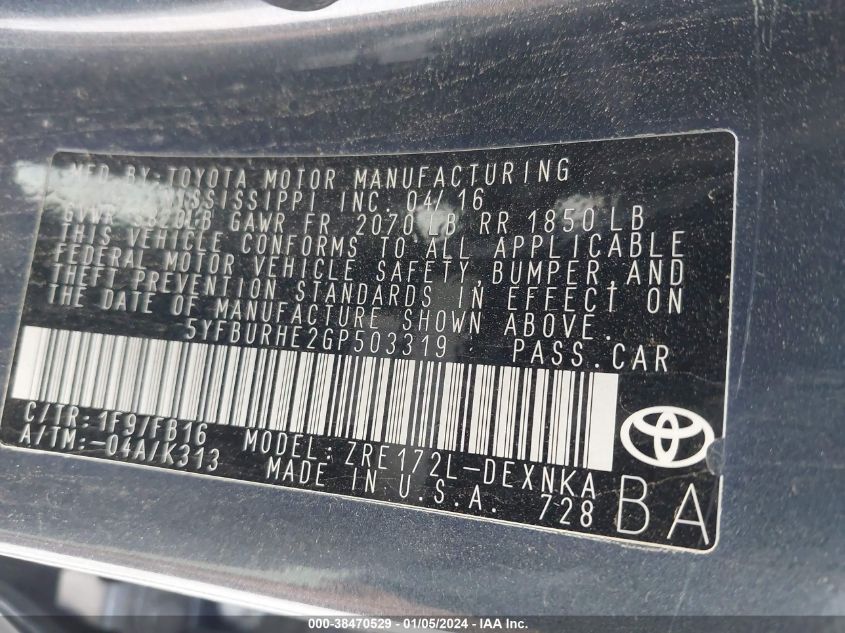 MFD BY: TOYOTA MOTOR MANUFACTURING
MISSISSIPPI INC. 04/16
GVWR GAWR FR 2070 LB RR 1850 LB
THIS VEHICLE CONFORMS TO ALL APPLICABLE
FEDERAL MOTOR VEHICLE SAFETY, BUMPER, AND
THEFT PREVENTION STANDARDS IN EFFECT ON
THE DATE OF MANUFACTURE SHOWN ABOVE.
5YFBURHE2GP503319 PASS. CAR
C/TR: 1F9/FB16 MODEL: ZRE172L-DEXNKA
A/TM: -04A/K313 MADE IN U.S.A. 728
BA
000-38470529 - 01/05/2024 - IAA Inc.